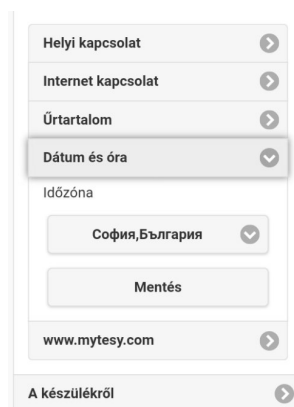 Helyi kapcsolat
Internet kapcsolat
Űrtartalom
Dátum és óra
Időzóna
София,България
Mentés
www.mytesy.com
A készülékről